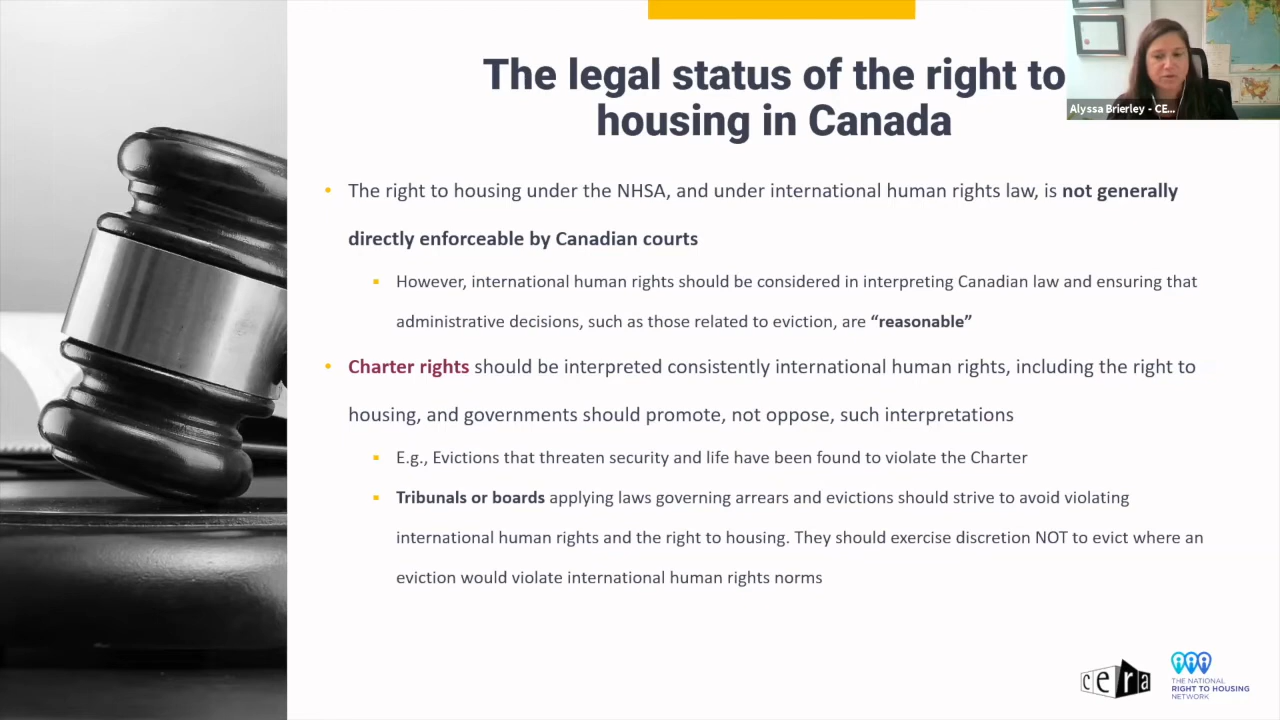 The legal status of the right to
housing in Canada
Alyssa Brierley - CE...
• The right to housing under the NHSA, and under international human rights law, is not generally
directly enforceable by Canadian courts
▪ However, international human rights should be considered in interpreting Canadian law and ensuring that
administrative decisions, such as those related to eviction, are “reasonable”
• Charter rights should be interpreted consistently international human rights, including the right to
housing, and governments should promote, not oppose, such interpretations
▪ E.g., Evictions that threaten security and life have been found to violate the Charter
▪ Tribunals or boards applying laws governing arrears and evictions should strive to avoid violating
international human rights and the right to housing. They should exercise discretion NOT to evict where an
eviction would violate international human rights norms
cera
THE NATIONAL
RIGHT TO HOUSING
NETWORK